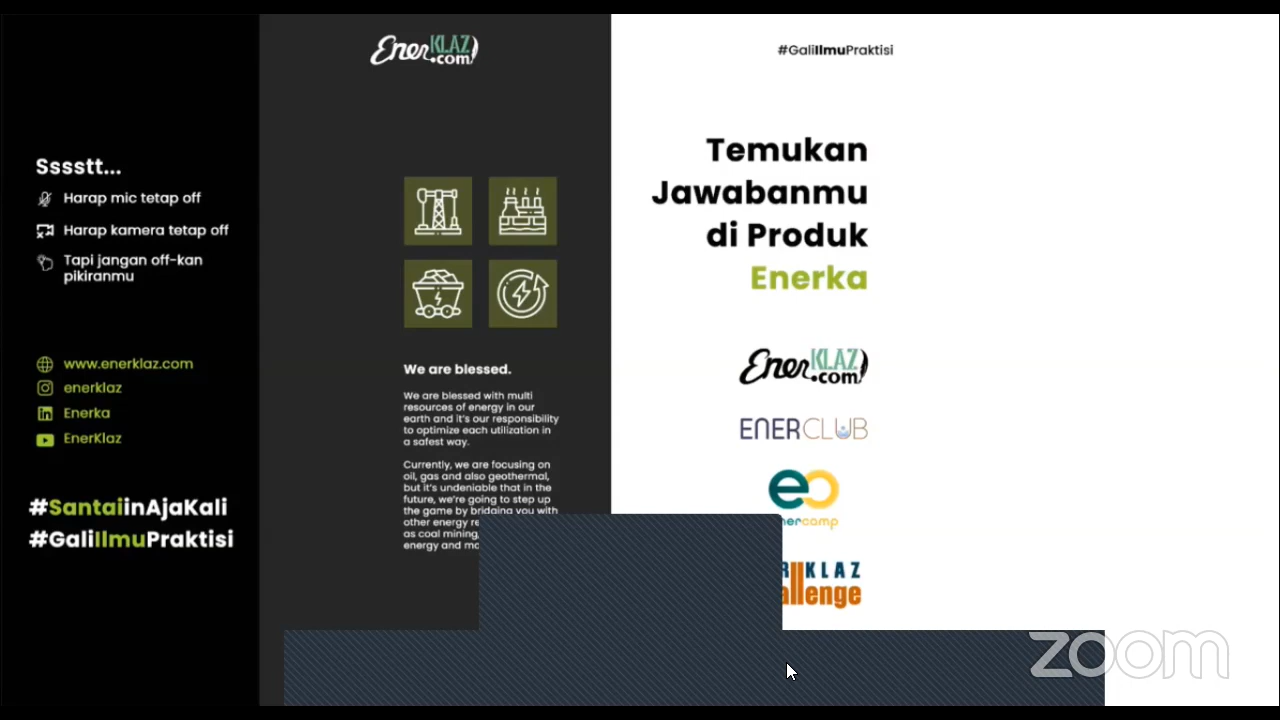 Sssstt...
Harap mic tetap off
Harap kamera tetap off
Tapi jangan off-kan
pikiranmu
www.enerklaz.com
enerklaz
Enerka
EnerKlaz
#SantaiinAjaKali
#GaliIlmuPraktisi
EnerKLAZ
.com
We are blessed.
We are blessed with multi
resources of energy in our
earth and it's our responsibility
to optimize each utilization in
a safest way.
Currently, we are focusing on
oil, gas and also geothermal,
but it's undeniable that in the
future, we're going to step up
the game by bridging you with
other energy
as coal mining,
energy and
#GaliIlmuPraktisi
Temukan
Jawabanmu
di Produk
Enerka
EnerKLAZ
.com
ENERCLUB
eo
KLAZ
zoom